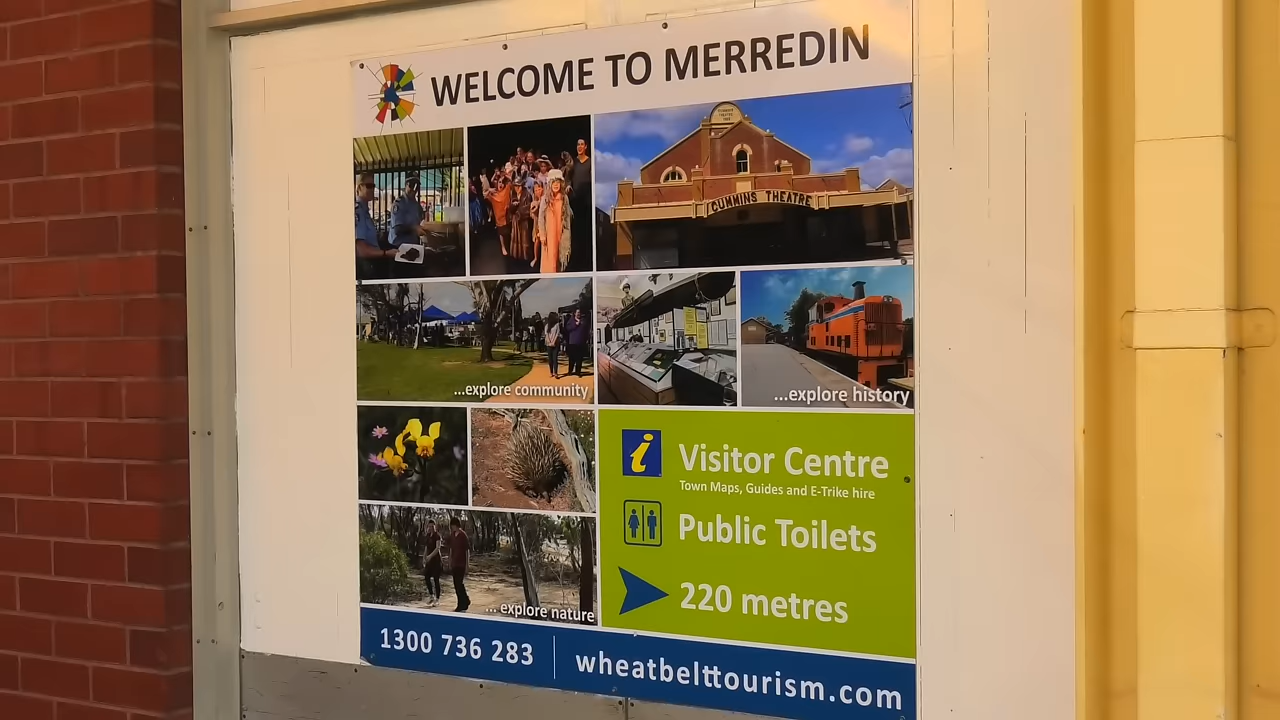 WELCOME TO MERREDIN
CUMMINS THEATRE
...explore community
...explore history
Visitor Centre
Town Maps, Guides and E-Trike hire
Public Toilets
220 metres
... explore nature
1300 736 283
wheatbelttourism.com